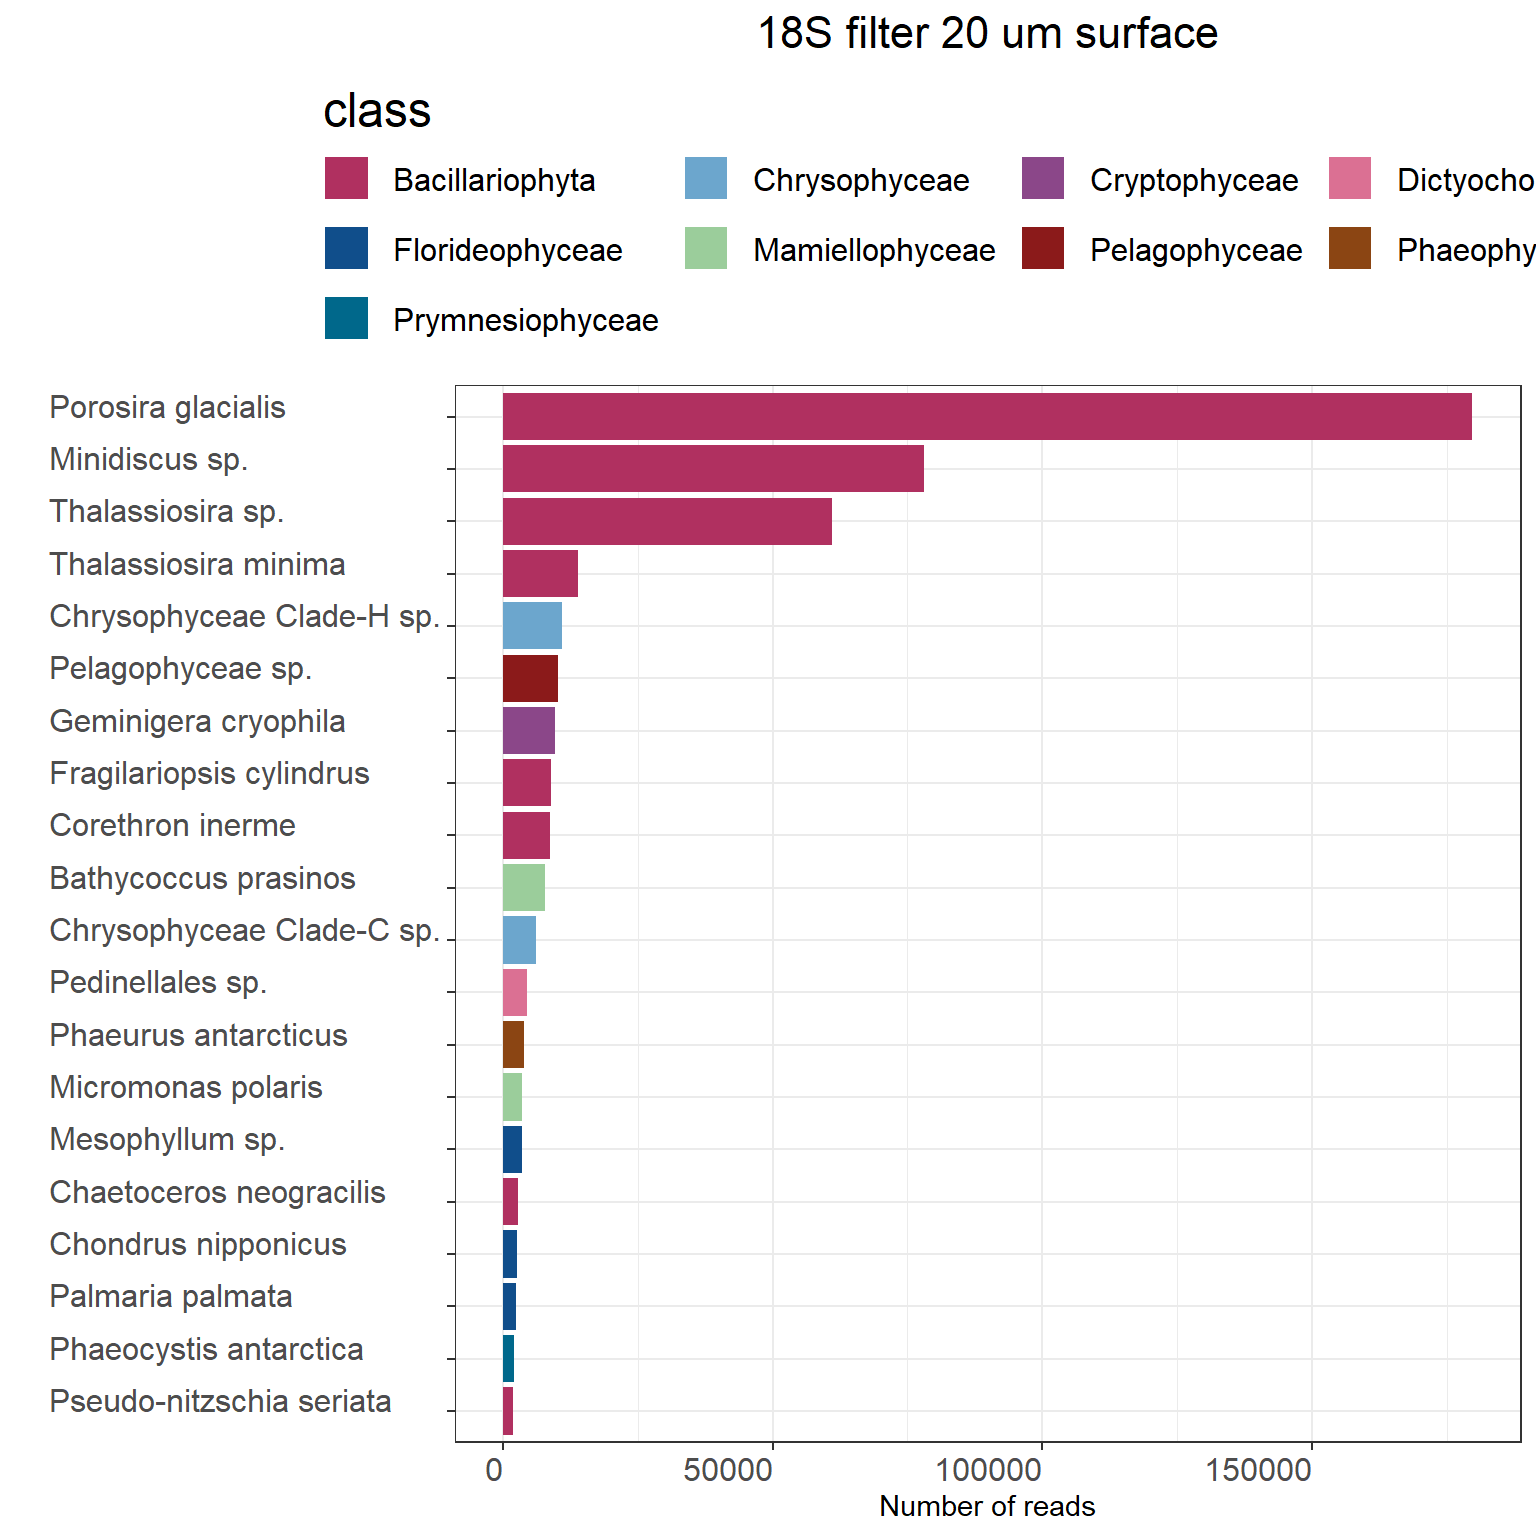 18S filter 20 um surface
class
Bacillariophyta Chrysophyceae Cryptophyceae Dictyocho
Florideophyceae Mamiellophyceae Pelagophyceae Phaeophy
Prymnesiophyceae
Porosira glacialis
Minidiscus sp.
Thalassiosira sp.
Thalassiosira minima
Chrysophyceae Clade-H sp.
Pelagophyceae sp.
Geminigera cryophila
Fragilariopsis cylindrus
Corethron inerme
Bathycoccus prasinos
Chrysophyceae Clade-C sp.
Pedinellales sp.
Phaeurus antarcticus
Micromonas polaris
Mesophyllum sp.
Chaetoceros neogracilis
Chondrus nipponicus
Palmaria palmata
Phaeocystis antarctica
Pseudo-nitzschia seriata
0 50000 100000 150000
Number of reads